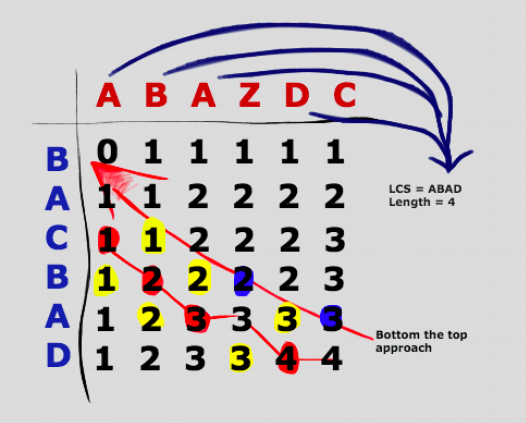 A B A Z D C
B 0 1 1 1 1 1
A 1 1 2 2 2 2
C 1 1 2 2 2 3
B 1 2 2 2 2 3
A 1 2 3 3 3 3
D 1 2 3 3 4 4
LCS = ABAD
Length = 4
Bottom the top
approach